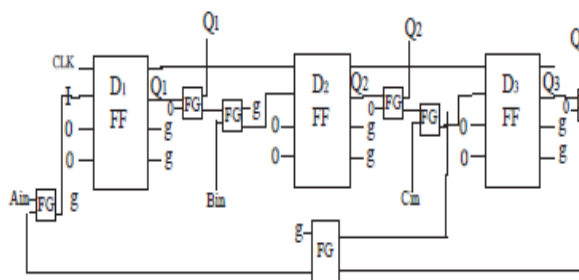 Q1 Q2 Q
CLK D1 Q1 D2 Q2 D3 Q3
I 0 FG g 0 FG 0
FF FG FF FG FF
0 g 0 g 0 g
0 g 0 g 0 g
Ain FG g Bin Cin
g FG